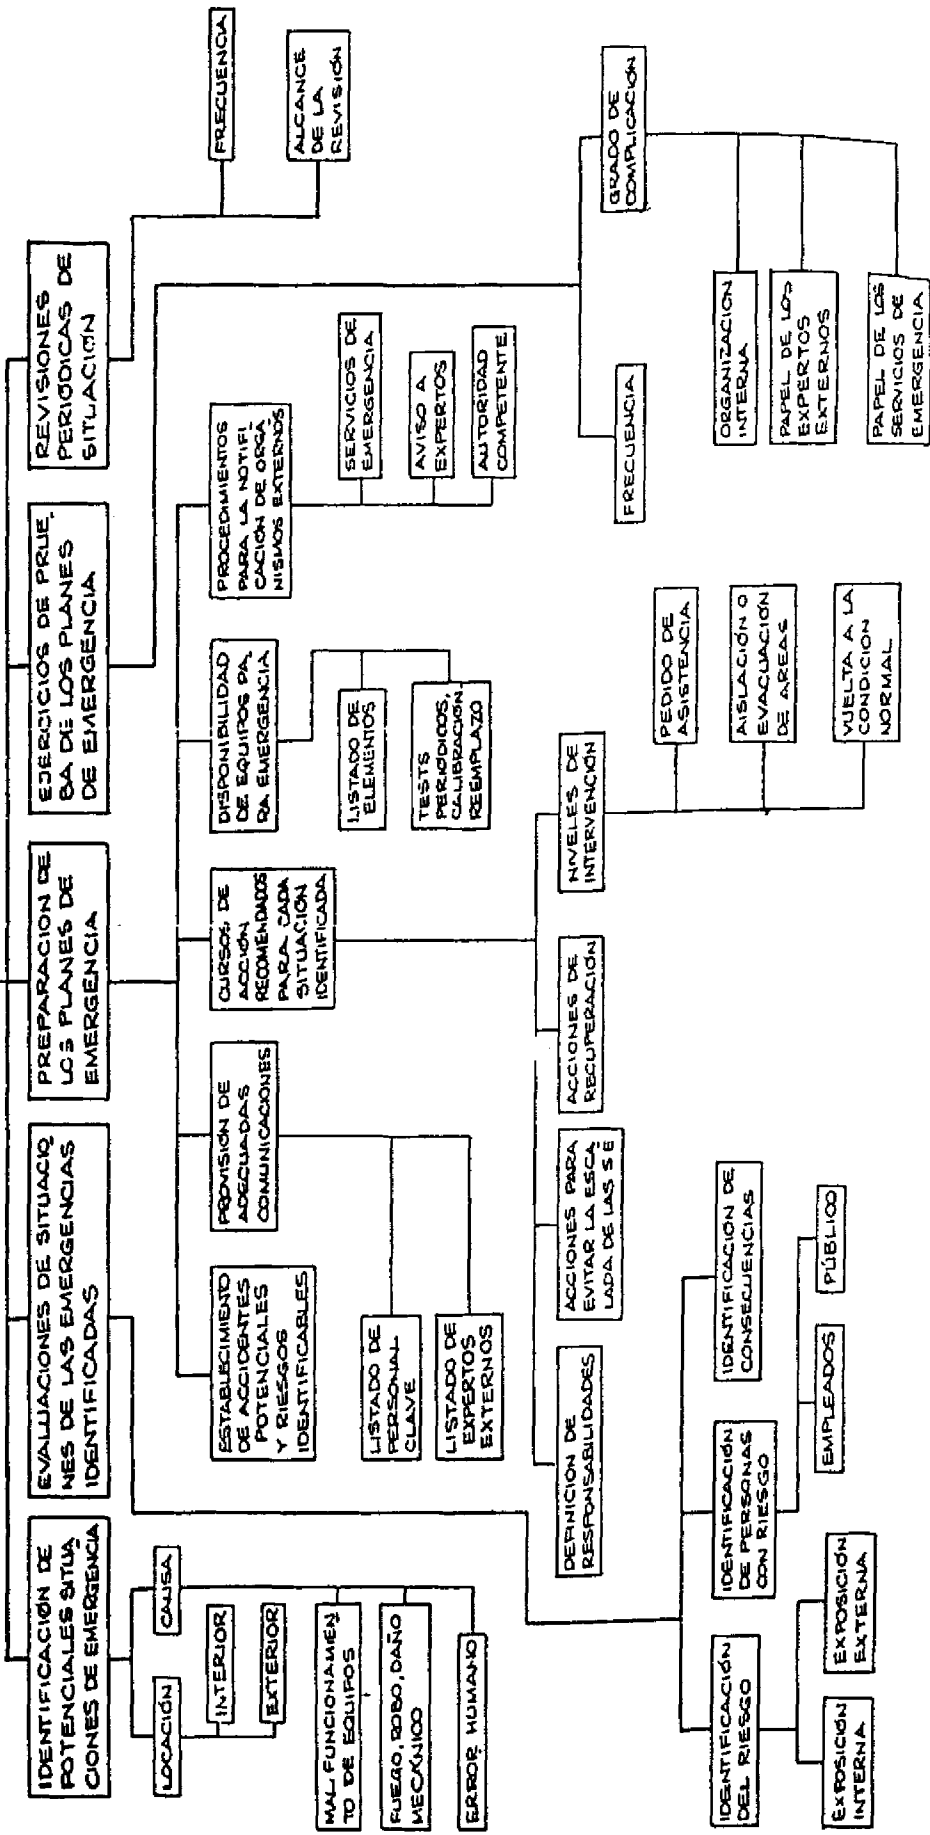 IDENTIFICACIÓN DE
POTENCIALES SITUA
CIONES DE EMERGENCIA
LOCACIÓN
INTERIOR
EXTERIOR
CAUSA
MAL FUNCIONAMIEN
TO DE EQUIPOS
FUEGO, ROBO, DAÑO
MECÁNICO
ERROR HUMANO
EVALUACIONES DE SITUACIO
NES DE LAS EMERGENCIAS
IDENTIFICADAS
IDENTIFICACIÓN
DEL RIESGO
EXPOSICIÓN
INTERNA
EXPOSICIÓN
EXTERNA
IDENTIFICACIÓN
DE PERSONAS
CON RIESGO
EMPLEADOS
PÚBLICO
IDENTIFICACIÓN DE
CONSECUENCIAS
PREPARACION DE
LOS PLANES DE
EMERGENCIA
ESTABLECIMIENTO
DE ACCIDENTES
POTENCIALES
Y RIESGOS
IDENTIFICABLES
PROVISIÓN DE
ADECUADAS
COMUNICACIONES
LISTADO DE
PERSONAL
CLAVE
LISTADO DE
EXPERTOS
EXTERNOS
CURSOS DE
ACCIÓN
RECOMENDADOS
PARA CADA
SITUACIÓN
IDENTIFICADA
DEFINICIÓN DE
RESPONSABILIDADES
ACCIONES PARA
EVITAR LA ESCA
LADA DE LAS S E
ACCIONES DE
RECUPERACIÓN
NIVELES DE
INTERVENCIÓN
PEDIDO DE
ASISTENCIA
AISLACIÓN O
EVACUACIÓN
DE AREAS
VUELTA A LA
CONDICION
NORMAL
DISPONIBILIDAD
DE EQUIPOS PA
RA EMERGENCIA
LISTADO DE
ELEMENTOS
TESTS
PERIÓDICOS,
CALIBRACIÓN,
REEMPLAZO
PROCEDIMIENTOS
PARA LA NOTIFI
CACIÓN DE ORGA
NISMOS EXTERNOS
SERVICIOS DE
EMERGENCIA
AVISO A
EXPERTOS
AUTORIDAD
COMPETENTE
EJERCICIOS DE PRUE
BA DE LOS PLANES
DE EMERGENCIA
FRECUENCIA
GRADO DE
COMPLICACIÓN
ORGANIZACION
INTERNA
PAPEL DE LOS
EXPERTOS
EXTERNOS
PAPEL DE LOS
SERVICIOS DE
EMERGENCIA
REVISIONES
PERIÓDICAS DE
SITUACIÓN
FRECUENCIA
ALCANCE
DE LA
REVISIÓN